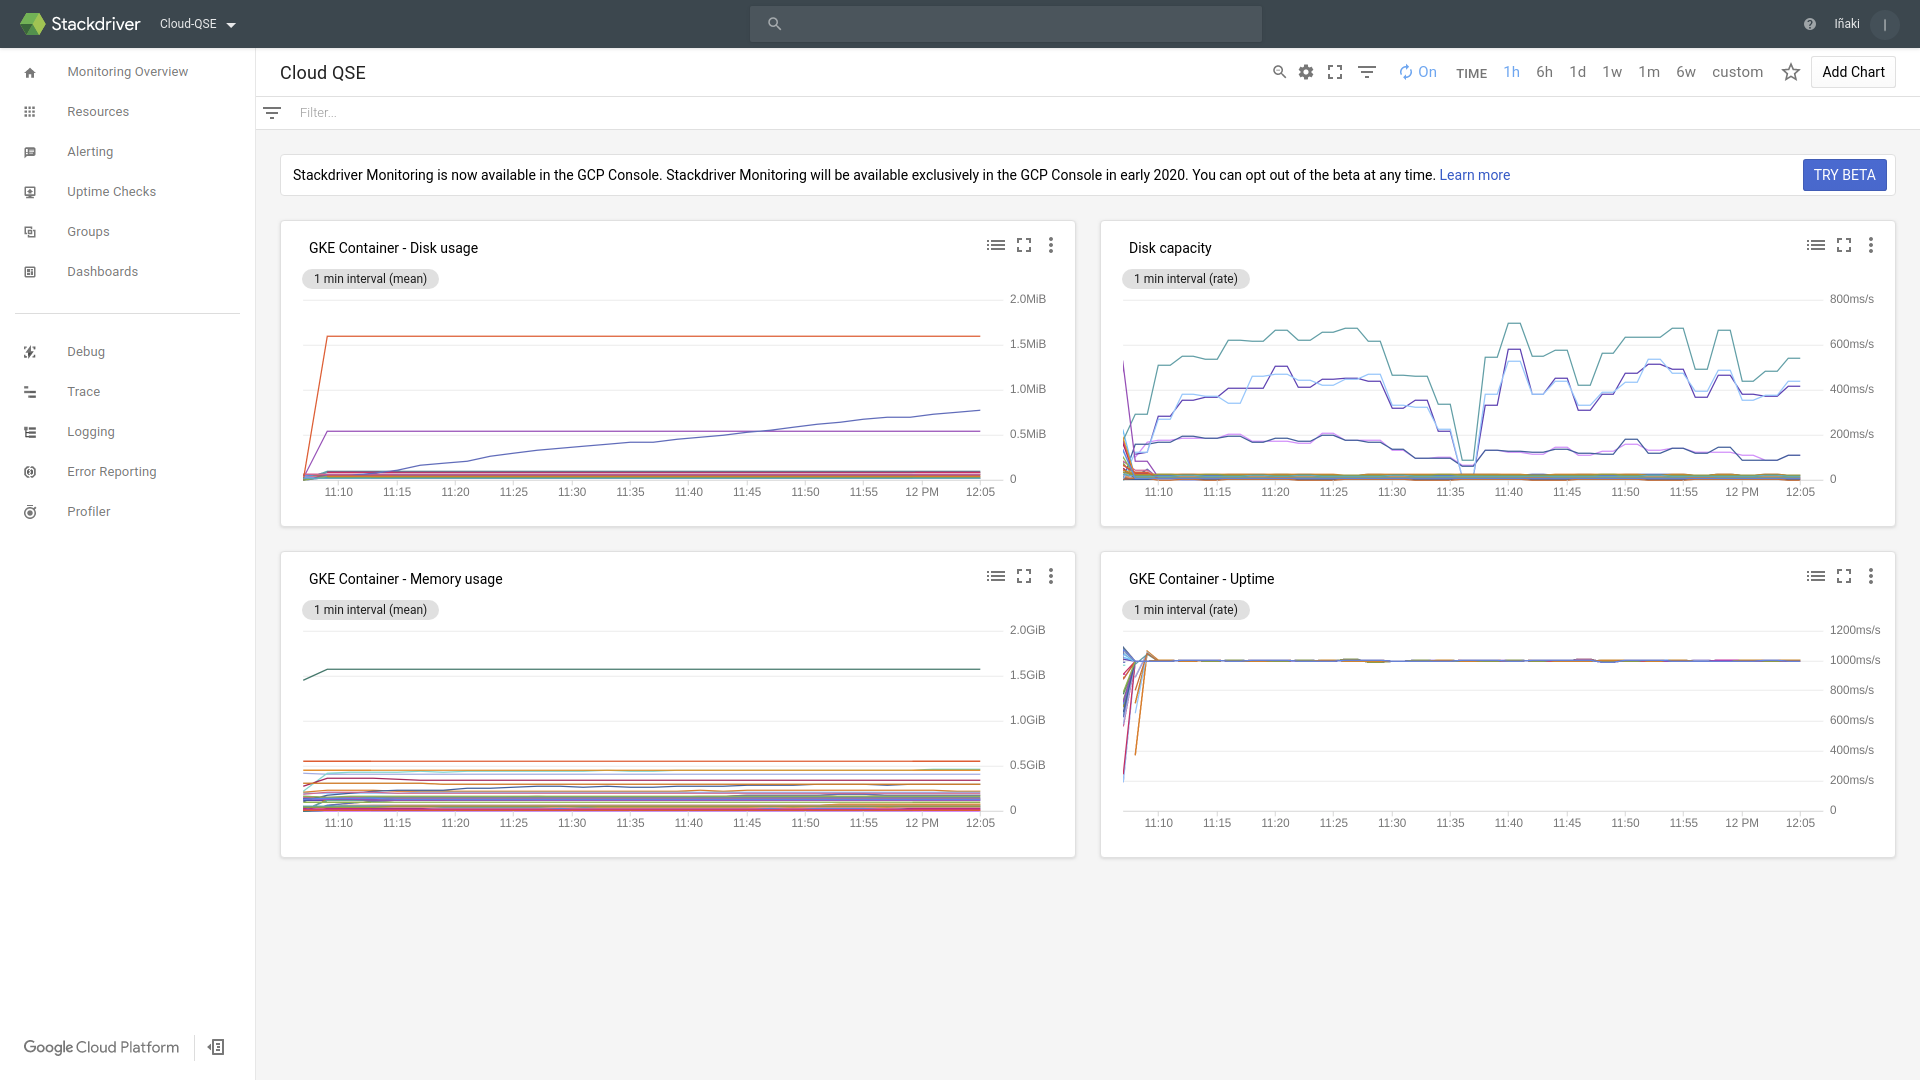 Stackdriver
Cloud-QSE
Iñaki
Monitoring Overview
Resources
Alerting
Uptime Checks
Groups
Dashboards
Debug
Trace
Logging
Error Reporting
Profiler
Google Cloud Platform
Cloud QSE
On TIME 1h 6h 1d 1w 1m 6w custom Add Chart
Filter...
Stackdriver Monitoring is now available in the GCP Console. Stackdriver Monitoring will be available exclusively in the GCP Console in early 2020. You can opt out of the beta at any time. Learn more TRY BETA
GKE Container - Disk usage
1 min interval (mean)
2.0MiB
1.5MiB
1.0MiB
0.5MiB
0
11:10 11:15 11:20 11:25 11:30 11:35 11:40 11:45 11:50 11:55 12 PM 12:05
Disk capacity
1 min interval (rate)
800ms/s
600ms/s
400ms/s
200ms/s
0
11:10 11:15 11:20 11:25 11:30 11:35 11:40 11:45 11:50 11:55 12 PM 12:05
GKE Container - Memory usage
1 min interval (mean)
2.0GiB
1.5GiB
1.0GiB
0.5GiB
0
11:10 11:15 11:20 11:25 11:30 11:35 11:40 11:45 11:50 11:55 12 PM 12:05
GKE Container - Uptime
1 min interval (rate)
1200ms/s
1000ms/s
800ms/s
600ms/s
400ms/s
200ms/s
0
11:10 11:15 11:20 11:25 11:30 11:35 11:40 11:45 11:50 11:55 12 PM 12:05